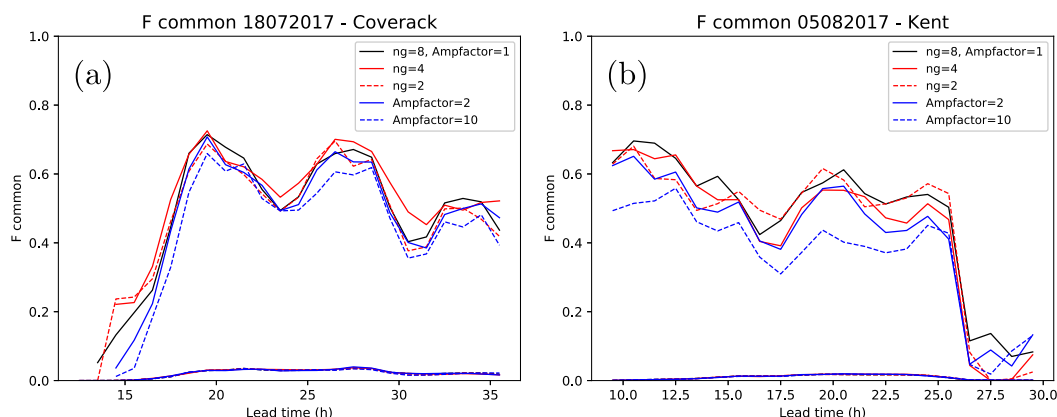 F common 18072017 - Coverack
(a)
ng=8, Ampfactor=1
ng=4
ng=2
Ampfactor=2
Ampfactor=10
F common
1.0
0.8
0.6
0.4
0.2
0.0
15 20 25 30 35
Lead time (h)
F common 05082017 - Kent
(b)
ng=8, Ampfactor=1
ng=4
ng=2
Ampfactor=2
Ampfactor=10
F common
1.0
0.8
0.6
0.4
0.2
0.0
10.0 12.5 15.0 17.5 20.0 22.5 25.0 27.5 30.0
Lead time (h)